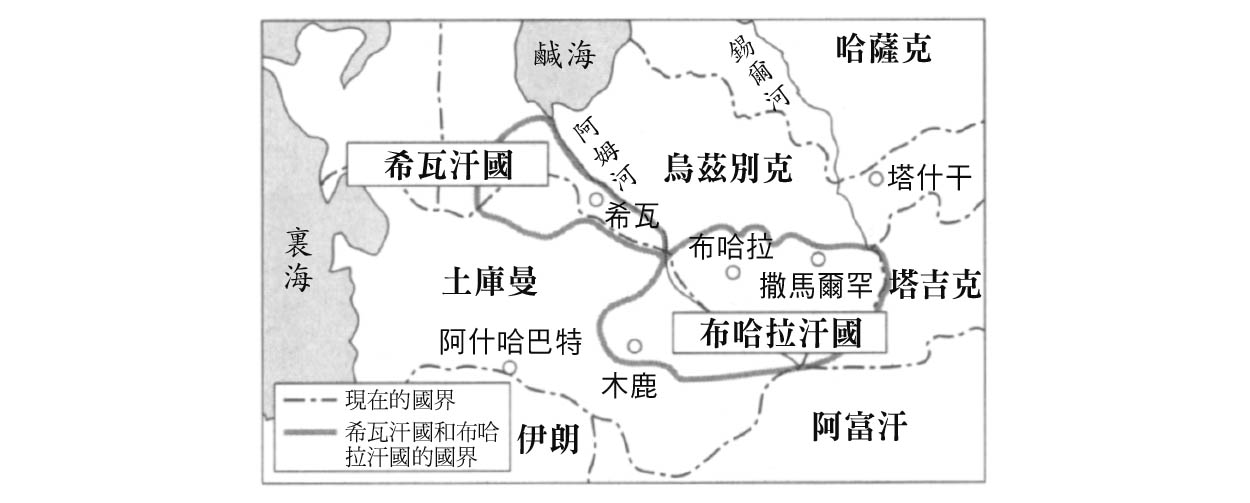 鹹海
錫爾河
哈薩克
阿姆河
希瓦汗國
烏茲別克
塔什干
希瓦
裏海
布哈拉
撒馬爾罕
土庫曼
塔吉克
布哈拉汗國
阿什哈巴特
木鹿
現在的國界
希瓦汗國和布哈
拉汗國的國界
伊朗
阿富汗